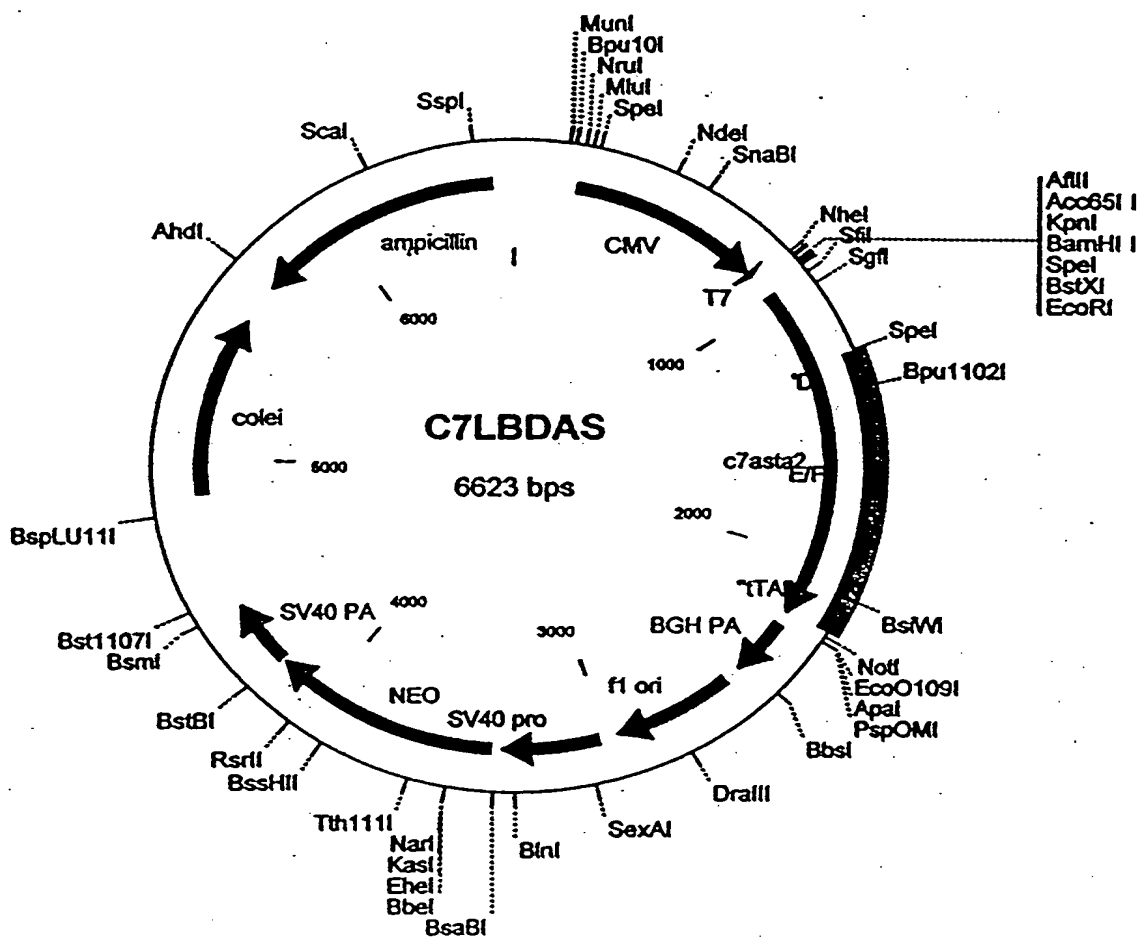 MunI
Bpu10I
NruI
MluI
SpeI
SspI
ScaI
NdeI
SnaBI
AflII
Acc65I I
KpnI
BamHI I
SpeI
BstXI
EcoRI
NheI
SfiI
SgfI
AhdI
ampicillin
I
CMV
T7
6000
1000
SpeI
Bpu1102I
"D
colei
C7LBDAS
5000
6623 bps
c7asta2
E/F
2000
BspLU11I
"tTAS
SV40 PA
4000
BGH PA
BsiWI
Bst1107I
BsmI
3000
NotI
EcoO109I
ApaI
PspOMI
f1 ori
NEO
SV40 pro
BstBI
BbsI
RsrII
BssHII
DraIII
Tth111I
SexAI
NarI
KasI
EheI
BbeI
BlnI
BsaBI